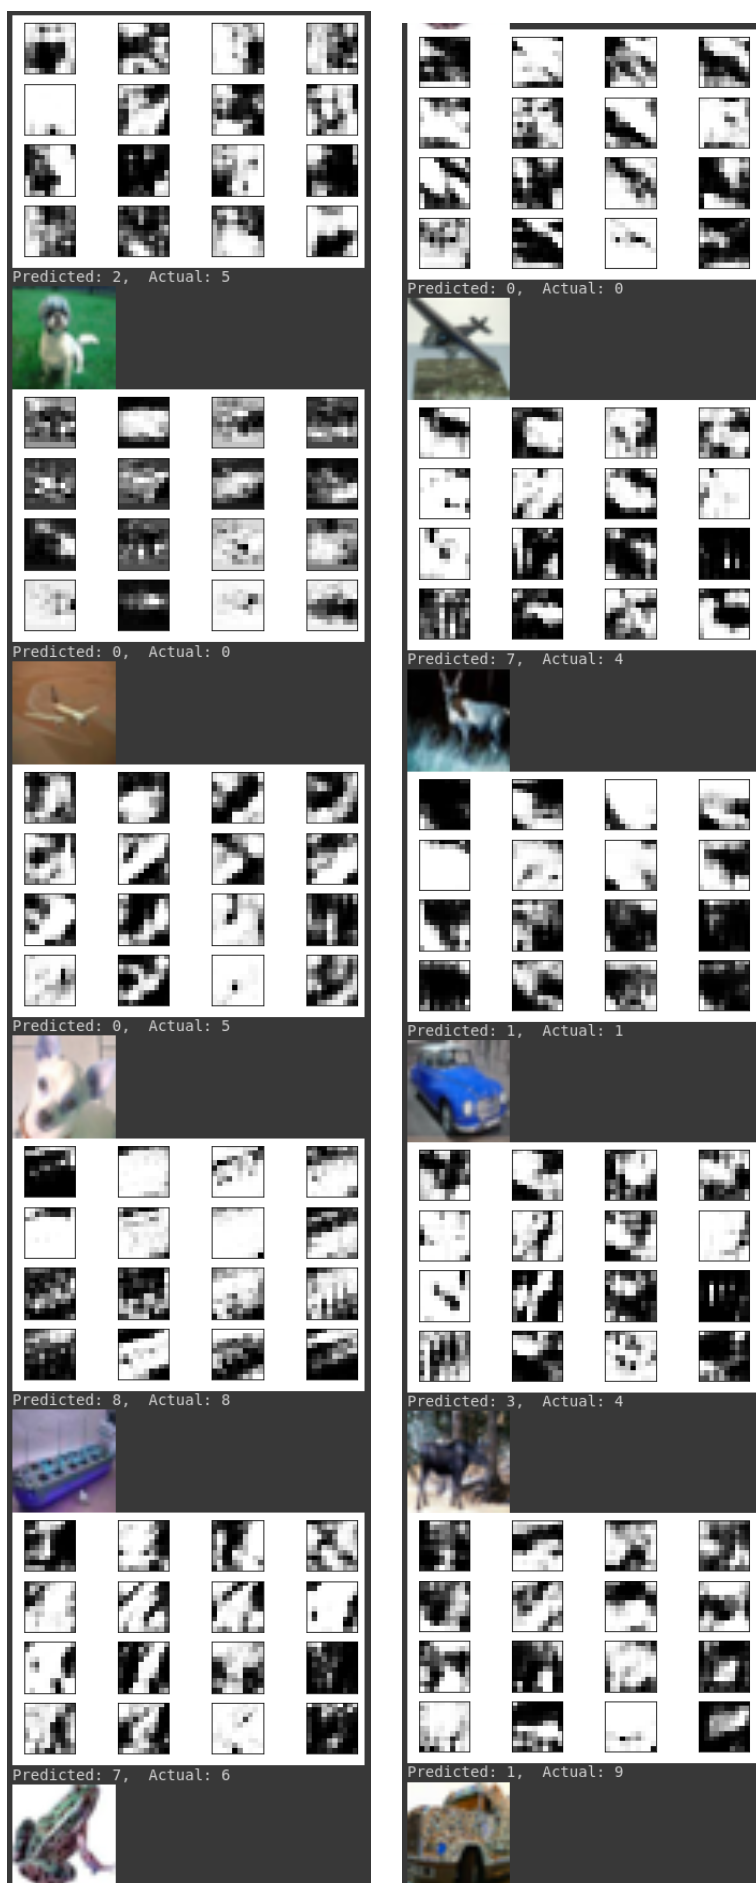 Predicted: 2,  Actual: 5
Predicted: 0,  Actual: 0
Predicted: 0,  Actual: 5
Predicted: 8,  Actual: 8
Predicted: 7,  Actual: 6
Predicted: 0,  Actual: 0
Predicted: 7,  Actual: 4
Predicted: 1,  Actual: 1
Predicted: 3,  Actual: 4
Predicted: 1,  Actual: 9